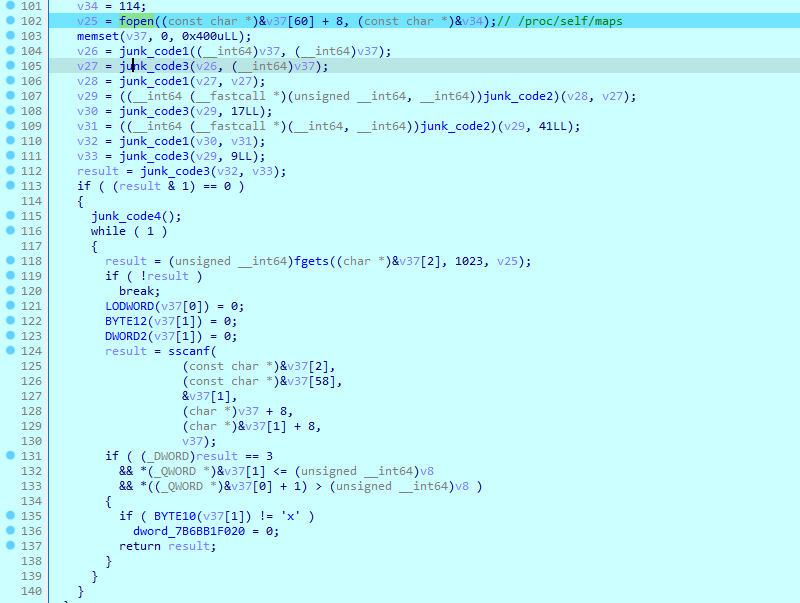 101 v34 = 114;
102 v25 = fopen((const char *)&v37[60] + 8, (const char *)&v34);// /proc/self/maps
103 memset(v37, 0, 0x400uLL);
104 v26 = junk_code1((__int64)v37, (__int64)v37);
105 v27 = junk_code3(v26, (__int64)v37);
106 v28 = junk_code1(v27, v27);
107 v29 = ((__int64 (__fastcall *)(unsigned __int64, __int64))junk_code2)(v28, v27);
108 v30 = junk_code3(v29, 17LL);
109 v31 = ((__int64 (__fastcall *)(__int64, __int64))junk_code2)(v29, 41LL);
110 v32 = junk_code1(v30, v31);
111 v33 = junk_code3(v29, 9LL);
112 result = junk_code3(v32, v33);
113 if ( (result & 1) == 0 )
114 {
115 junk_code4();
116 while ( 1 )
117 {
118 result = (unsigned __int64)fgets((char *)&v37[2], 1023, v25);
119 if ( !result )
120 break;
121 LODWORD(v37[0]) = 0;
122 BYTE12(v37[1]) = 0;
123 DWORD2(v37[1]) = 0;
124 result = sscanf(
125 (const char *)&v37[2],
126 (const char *)&v37[58],
127 &v37[1],
128 (char *)v37 + 8,
129 (char *)&v37[1] + 8,
130 v37);
131 if ( (_DWORD)result == 3
132 && *(_QWORD *)&v37[1] <= (unsigned __int64)v8
133 && *((_QWORD *)&v37[0] + 1) > (unsigned __int64)v8 )
134 {
135 if ( BYTE10(v37[1]) != 'x' )
136 dword_7B6BB1F020 = 0;
137 return result;
138 }
139 }
140 }